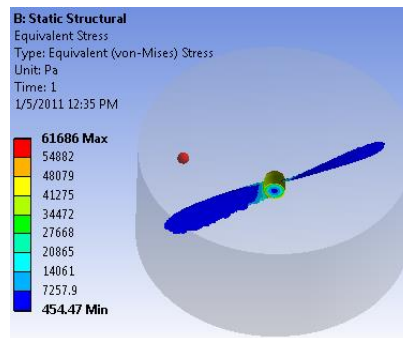 B: Static Structural
Equivalent Stress
Type: Equivalent (von-Mises) Stress
Unit: Pa
Time: 1
1/5/2011 12:35 PM
61686 Max
54882
48079
41275
34472
27668
20865
14061
7257.9
454.47 Min